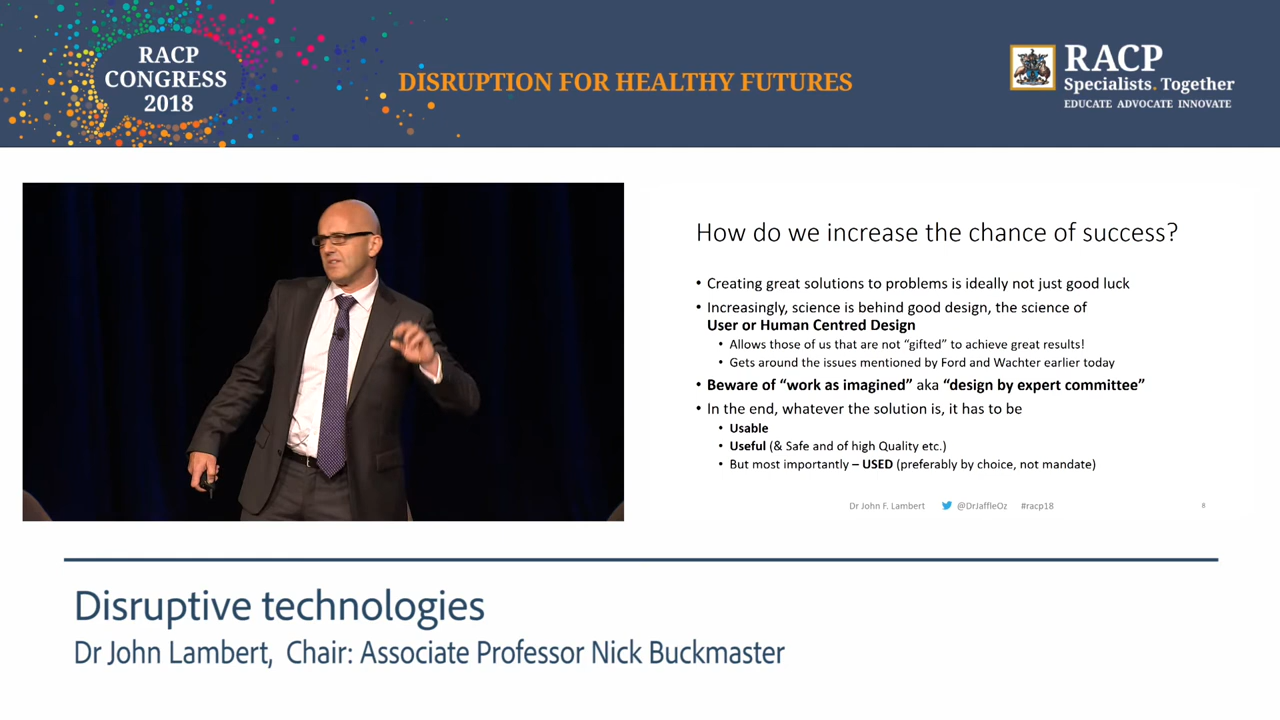 RACP
CONGRESS
2018
DISRUPTION FOR HEALTHY FUTURES
RACP
Specialists. Together
EDUCATE ADVOCATE INNOVATE
How do we increase the chance of success?
• Creating great solutions to problems is ideally not just good luck
• Increasingly, science is behind good design, the science of
User or Human Centred Design
• Allows those of us that are not “gifted” to achieve great results!
• Gets around the issues mentioned by Ford and Wachter earlier today
• Beware of “work as imagined” aka “design by expert committee”
• In the end, whatever the solution is, it has to be
• Usable
• Useful (& Safe and of high Quality etc.)
• But most importantly – USED (preferably by choice, not mandate)
Dr John F. Lambert @DrJaffleOz #racp18 8
Disruptive technologies
Dr John Lambert, Chair: Associate Professor Nick Buckmaster